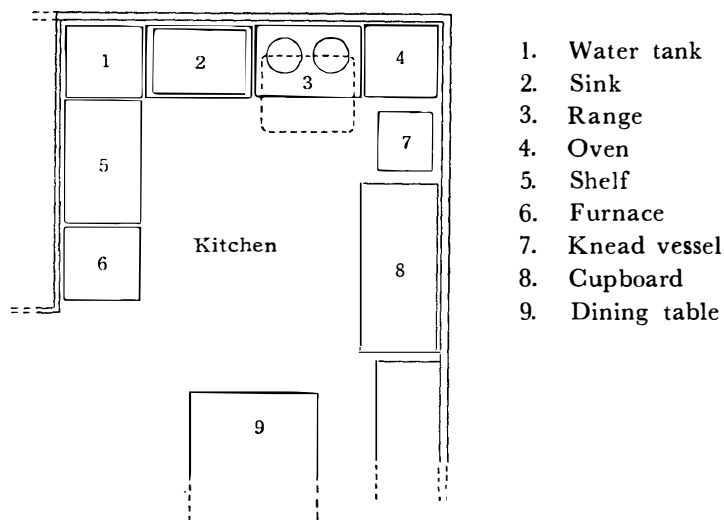 1
2
3
4
5
6
7
8
9
Kitchen
1. Water tank
2. Sink
3. Range
4. Oven
5. Shelf
6. Furnace
7. Knead vessel
8. Cupboard
9. Dining table